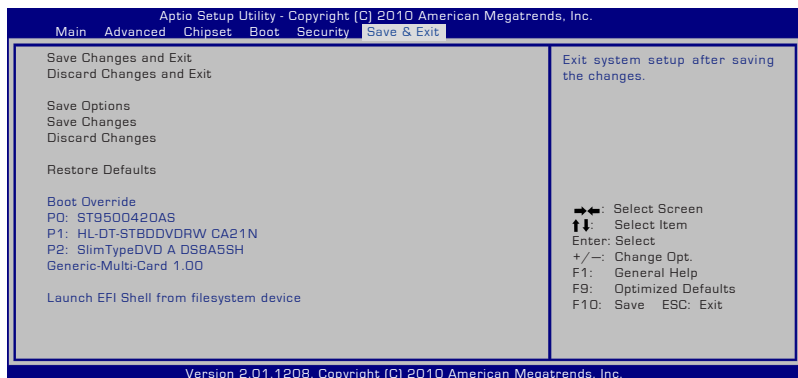 Aptio Setup Utility - Copyright (C) 2010 American Megatrends, Inc.
Main Advanced Chipset Boot Security Save & Exit
Save Changes and Exit
Discard Changes and Exit
Save Options
Save Changes
Discard Changes
Restore Defaults
Boot Override
P0: ST9500420AS
P1: HL-DT-STBDDVDRW CA21N
P2: SlimTypeDVD A DS8A5SH
Generic-Multi-Card 1.00
Launch EFI Shell from filesystem device
Exit system setup after saving
the changes.
→←: Select Screen
↑↓: Select Item
Enter: Select
+/—: Change Opt.
F1: General Help
F9: Optimized Defaults
F10: Save ESC: Exit
Version 2.01.1208. Copyright (C) 2010 American Megatrends, Inc.